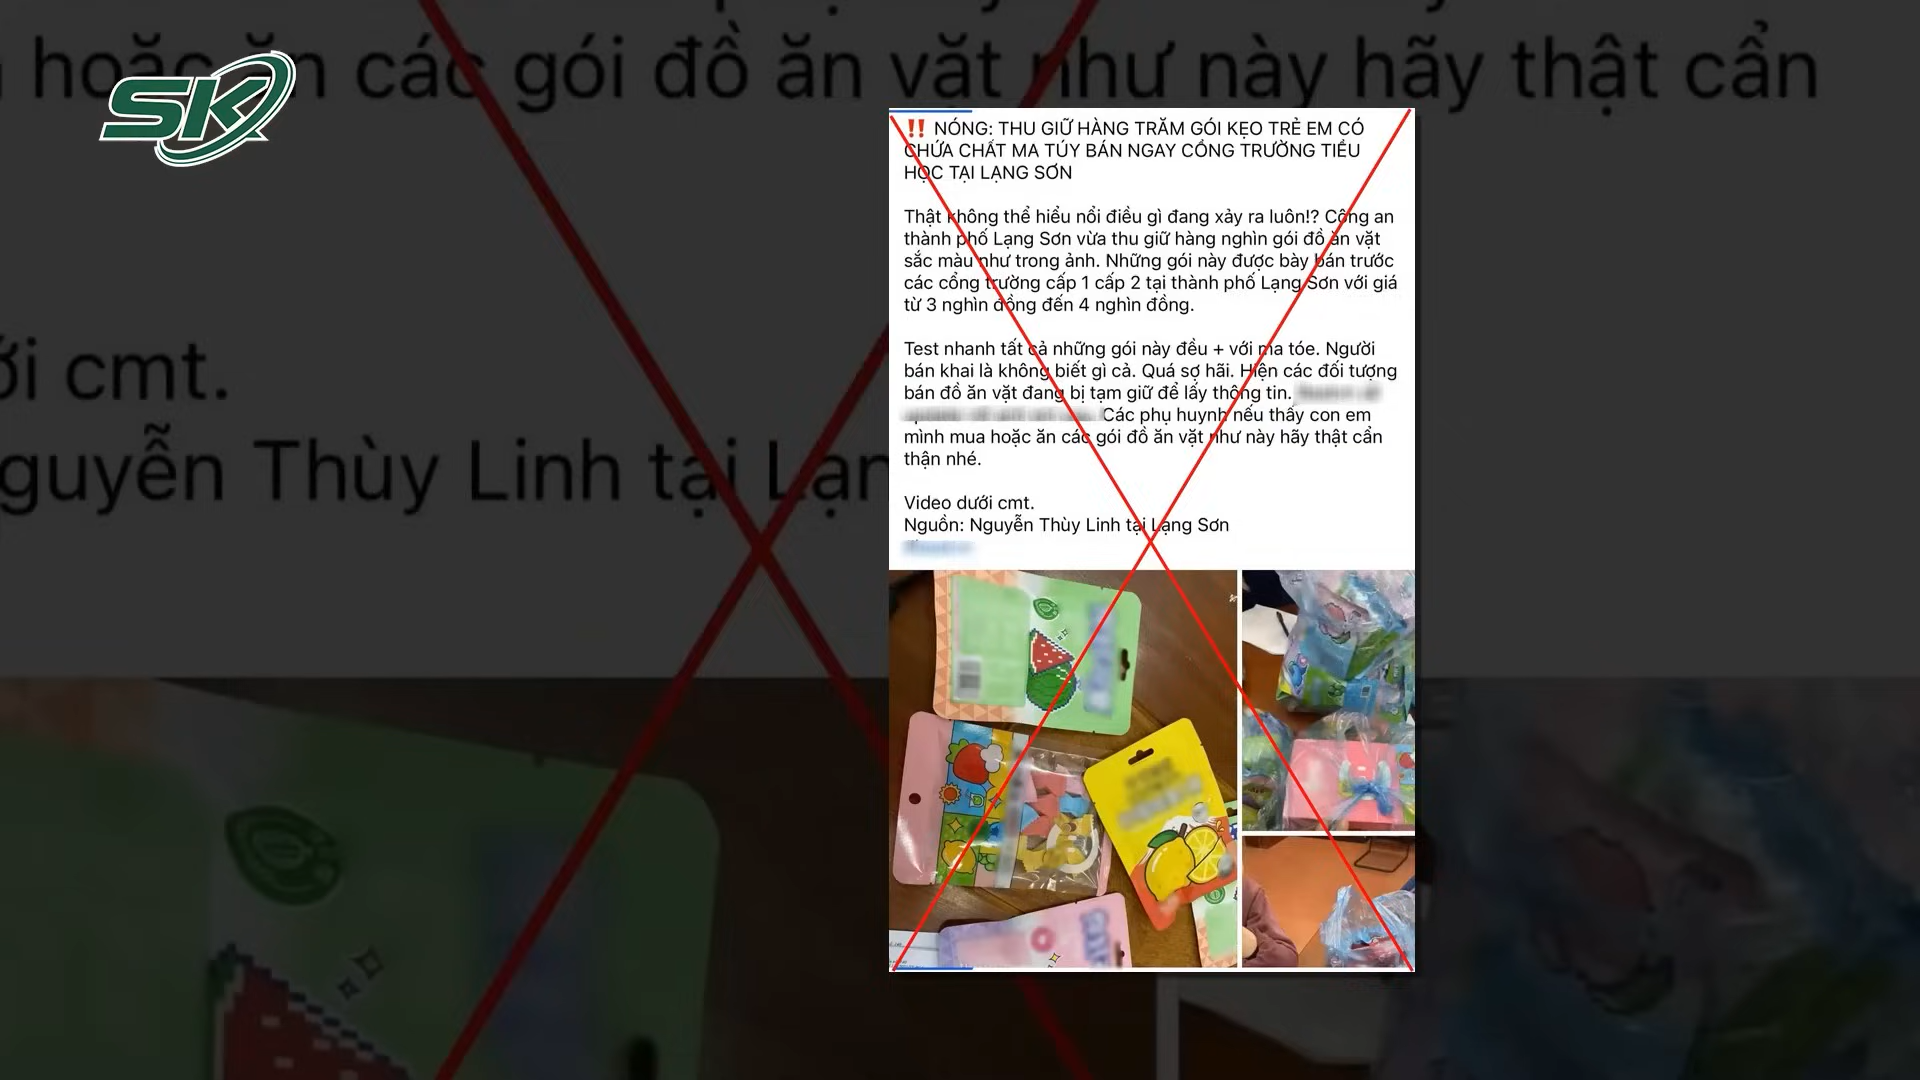 hoặc ăn các gói đồ ăn vặt như này hãy thật cẩn
SK
ới cmt.
guyễn Thùy Linh tại Lạn
‼️ NÓNG: THU GIỮ HÀNG TRĂM GÓI KẸO TRẺ EM CÓ
CHỨA CHẤT MA TÚY BÁN NGAY CỔNG TRƯỜNG TIỂU
HỌC TẠI LẠNG SƠN
Thật không thể hiểu nổi điều gì đang xảy ra luôn!? Công an
thành phố Lạng Sơn vừa thu giữ hàng nghìn gói đồ ăn vặt
sắc màu như trong ảnh. Những gói này được bày bán trước
các cổng trường cấp 1 cấp 2 tại thành phố Lạng Sơn với giá
từ 3 nghìn đồng đến 4 nghìn đồng.
Test nhanh tất cả những gói này đều + với ma tóe. Người
bán khai là không biết gì cả. Quá sợ hãi. Hiện các đối tượng
bán đồ ăn vặt đang bị tạm giữ để lấy thông tin.
Các phụ huynh nếu thấy con em
mình mua hoặc ăn các gói đồ ăn vặt như này hãy thật cẩn
thận nhé.
Video dưới cmt.
Nguồn: Nguyễn Thùy Linh tại Lạng Sơn